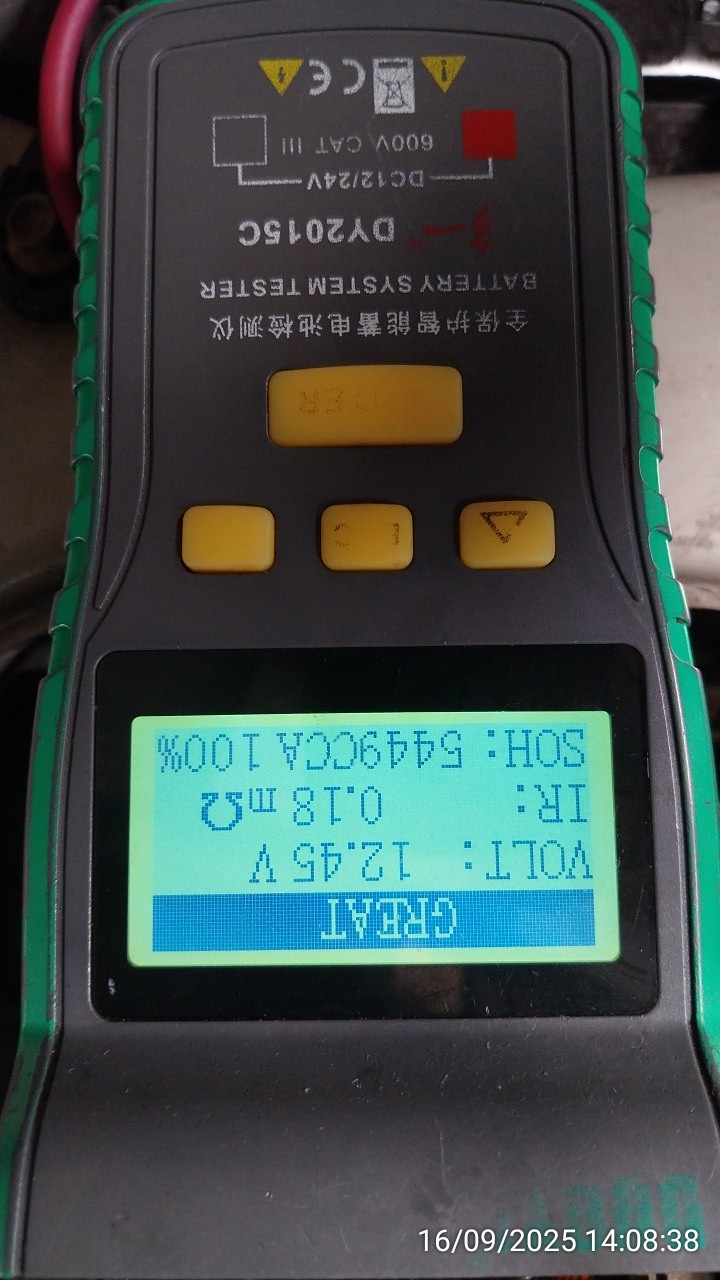 GREAT
VOLT: 12.45 V
IR: 0.18 mΩ
SOH: 5449CCA 100%
全保护智能蓄电池检测仪
BATTERY SYSTEM TESTER
DY2015C
DC12/24V
600V CAT III
CE
16/09/2025 14:08:38